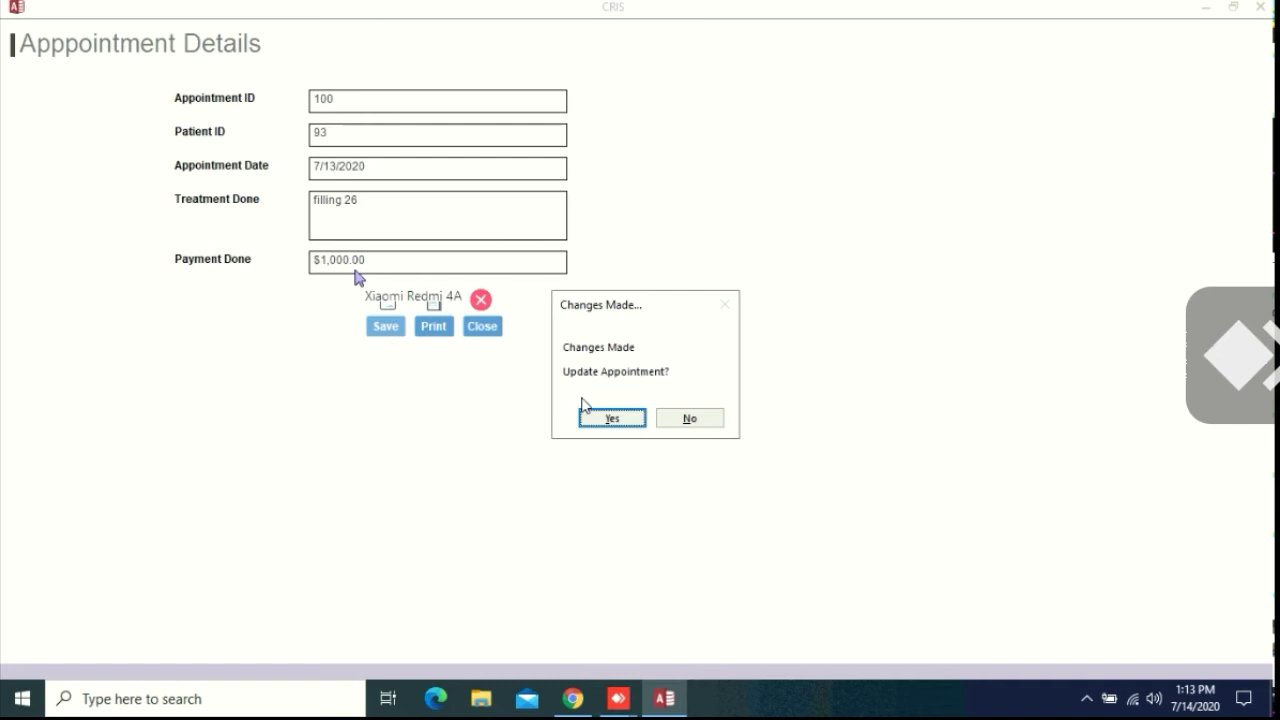 CRIS
Apppointment Details
Appointment ID
100
Patient ID
93
Appointment Date
7/13/2020
Treatment Done
filling 26
Payment Done
$1,000.00
Xiaomi Redmi 4A
Save
Print
Close
Changes Made...
Changes Made
Update Appointment?
Yes
No
Type here to search
1:13 PM
7/14/2020